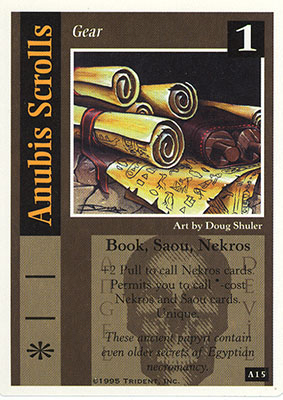 Anubis Scrolls
Gear
1
Art by Doug Shuler
Book, Saou, Nekros
+2 Pull to call Nekros cards.
Permits you to call *-cost
Nekros and Saou cards.
Unique.
These ancient papyri contain
even older secrets of Egyptian
necromancy.
©1995 TRIDENT, INC.
A15